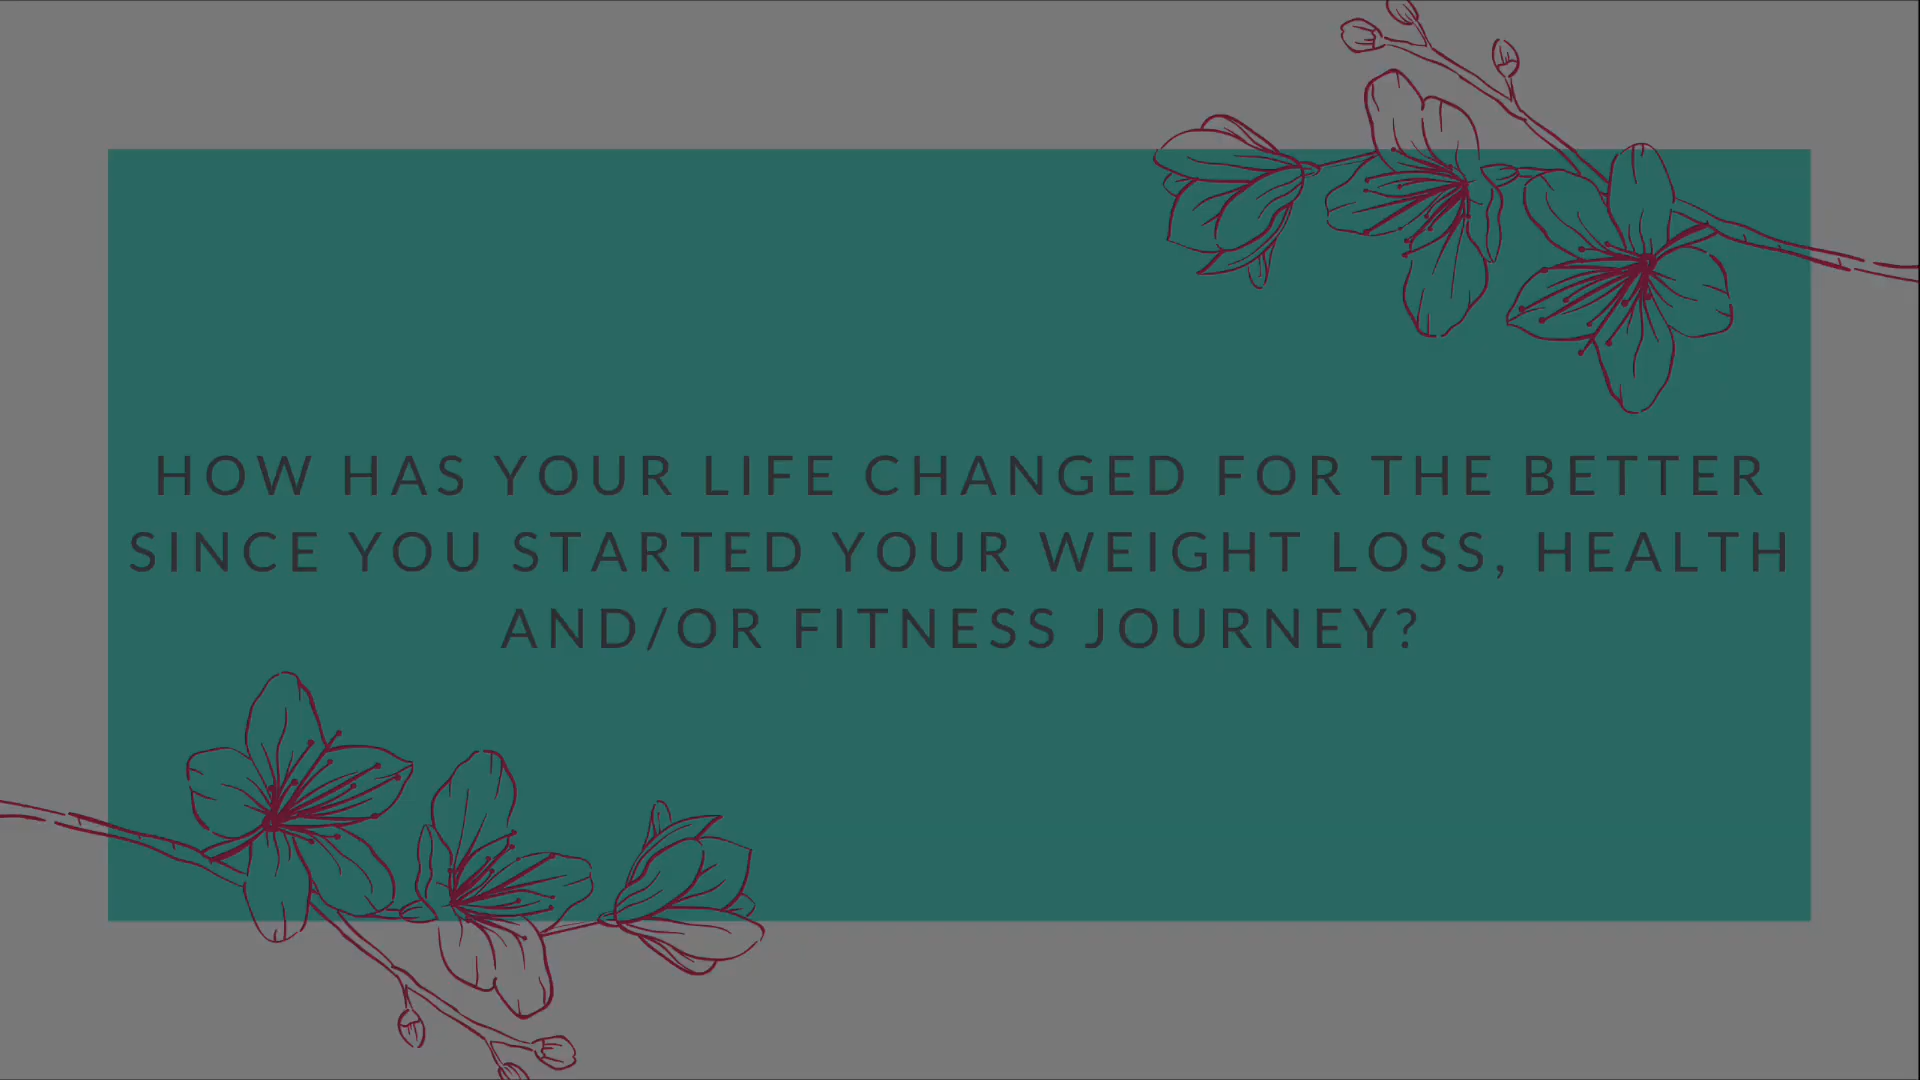 HOW HAS YOUR LIFE CHANGED FOR THE BETTER
SINCE YOU STARTED YOUR WEIGHT LOSS, HEALTH
AND/OR FITNESS JOURNEY?